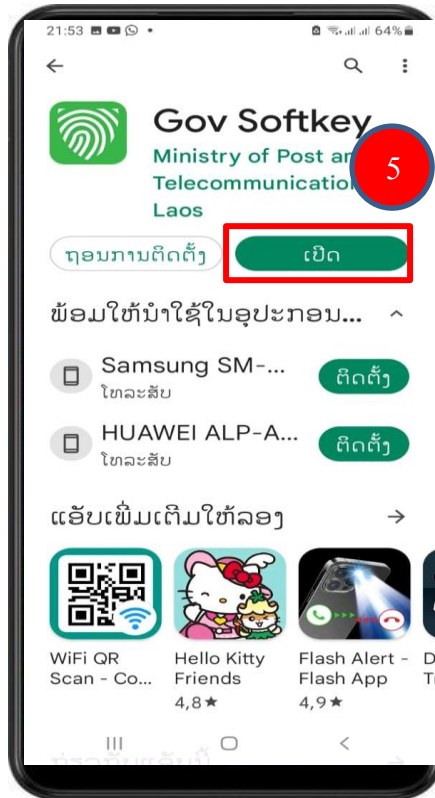 21:53
64%
Gov Softkey
Ministry of Post an
Telecommunicatio
Laos
5
ຖອນການຕິດຕັ້ງ
ເປີດ
ພ້ອມໃຫ້ນຳໃຊ້ໃນອຸປະກອນ...
Samsung SM-...
ໂທລະສັບ
ຕິດຕັ້ງ
HUAWEI ALP-A...
ໂທລະສັບ
ຕິດຕັ້ງ
ແອັບເພີ່ມເຕີມໃຫ້ລອງ
WiFi QR
Scan - Co...
Hello Kitty
Friends
4,8★
Flash Alert -
Flash App
4,9★
D
T